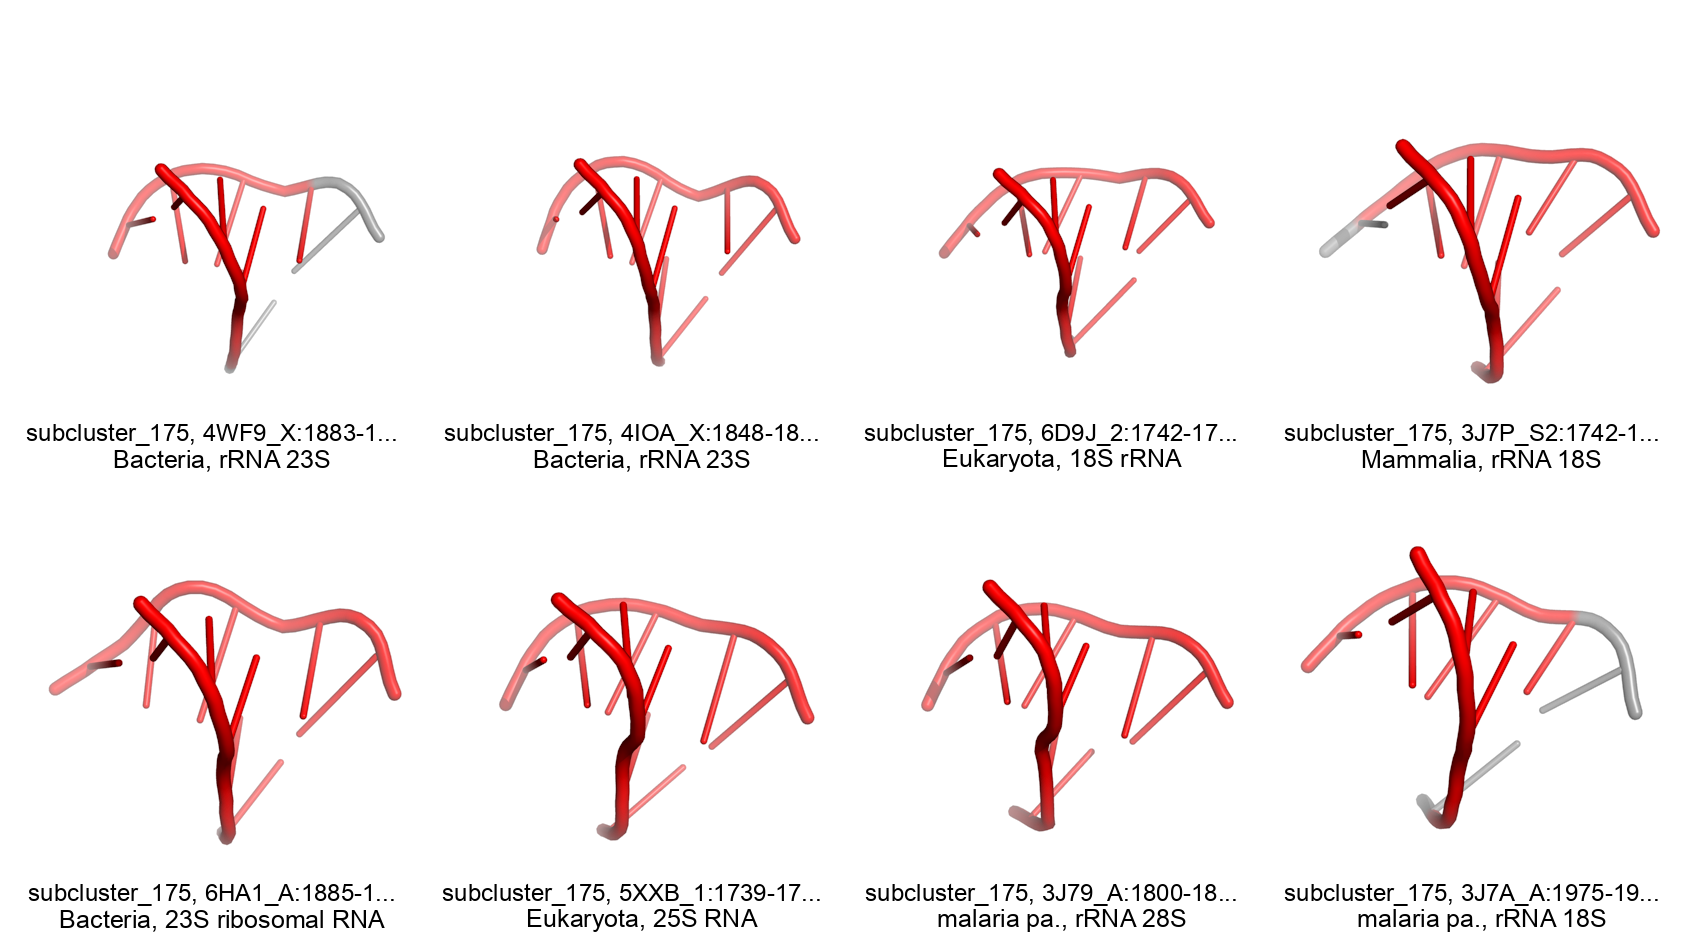 subcluster_175, 4WF9_X:1883-1...
Bacteria, rRNA 23S
subcluster_175, 4IOA_X:1848-18...
Bacteria, rRNA 23S
subcluster_175, 6D9J_2:1742-17...
Eukaryota, 18S rRNA
subcluster_175, 3J7P_S2:1742-1...
Mammalia, rRNA 18S
subcluster_175, 6HA1_A:1885-1...
Bacteria, 23S ribosomal RNA
subcluster_175, 5XXB_1:1739-17...
Eukaryota, 25S RNA
subcluster_175, 3J79_A:1800-18...
malaria pa., rRNA 28S
subcluster_175, 3J7A_A:1975-19...
malaria pa., rRNA 18S